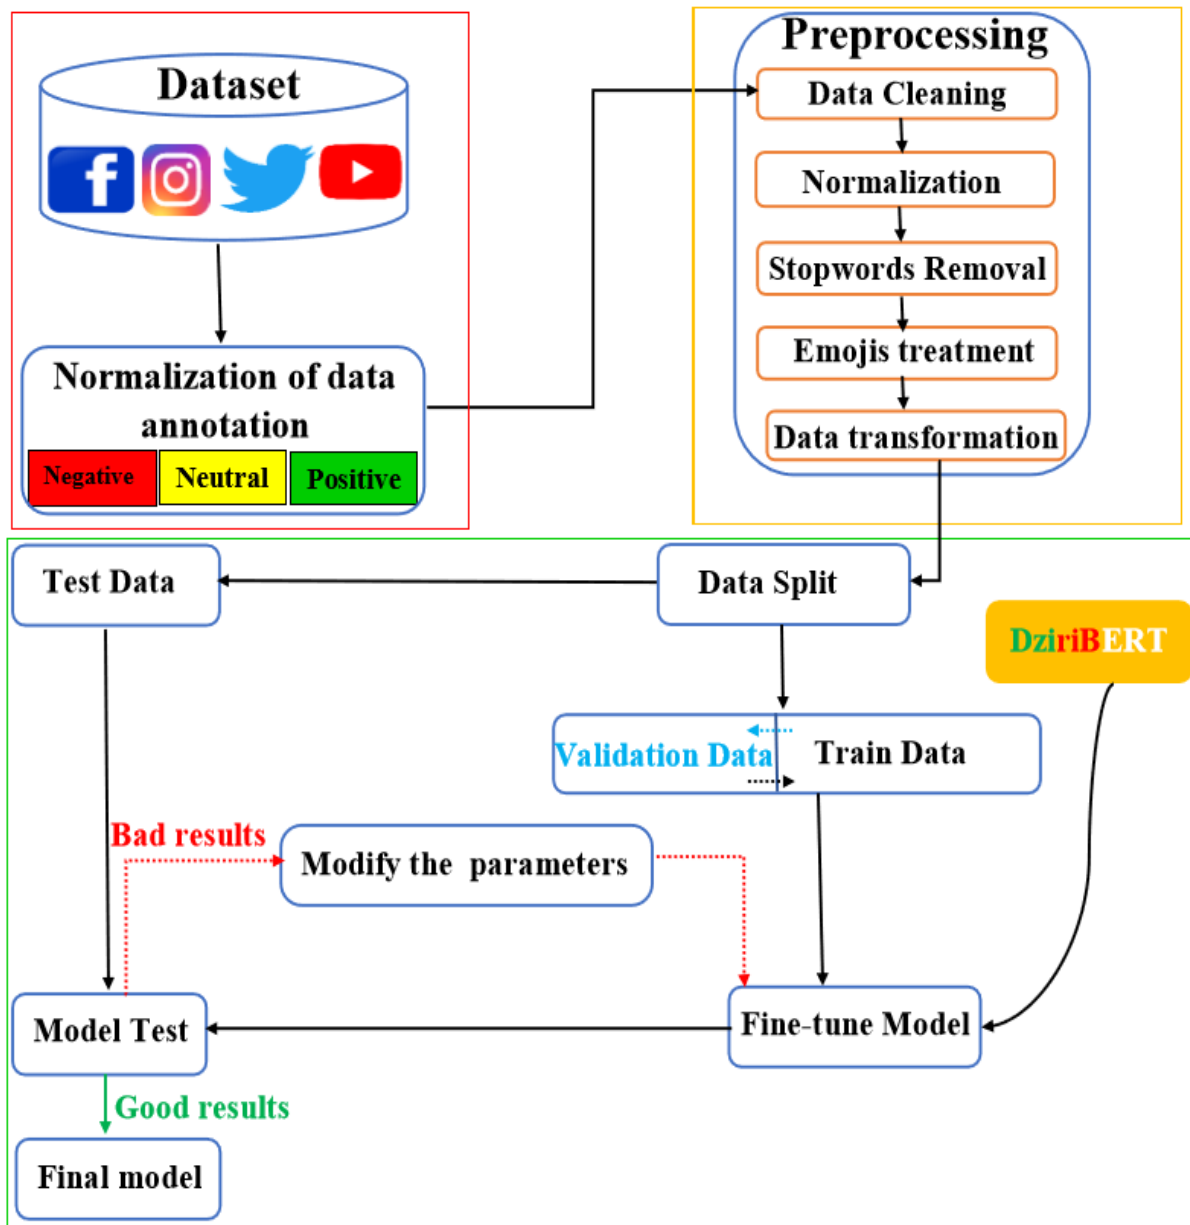 Dataset
Normalization of data
annotation
Negative
Neutral
Positive
Preprocessing
Data Cleaning
Normalization
Stopwords Removal
Emojis treatment
Data transformation
Test Data
Data Split
DziriBERT
Validation Data
Train Data
Bad results
Modify the parameters
Model Test
Fine-tune Model
Good results
Final model